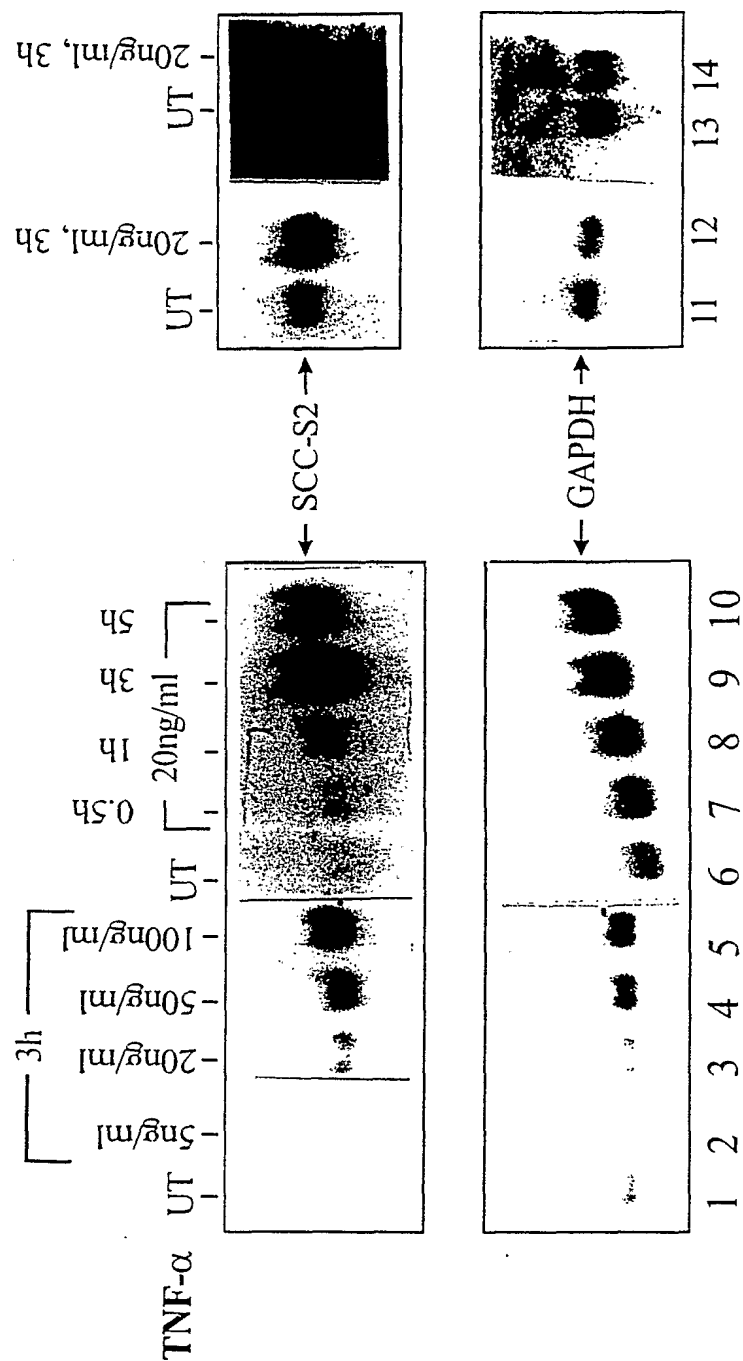 TNF-α
3h
20ng/ml
UT
5ng/ml
20ng/ml
50ng/ml
100ng/ml
UT
0.5h
1h
3h
5h
UT
20ng/ml, 3h
UT
20ng/ml, 3h
SCC-S2
GAPDH
1 2 3 4 5 6 7 8 9 10 11 12 13 14